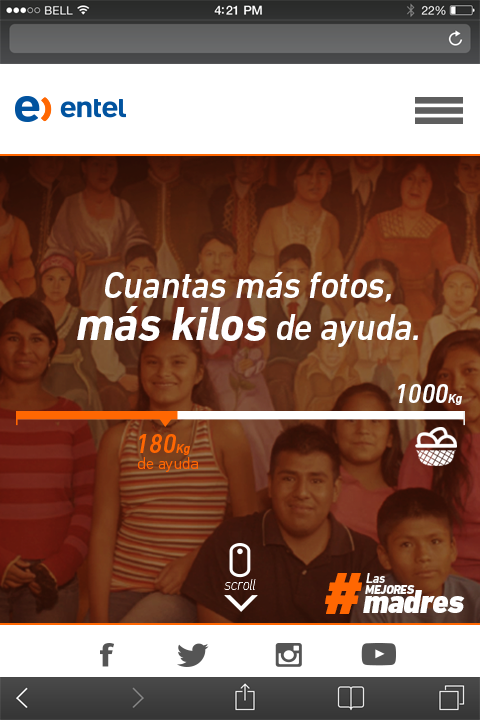 BELL 4:21 PM 22%
entel
Cuantas más fotos,
más kilos de ayuda.
1000Kg
180Kg
de ayuda
scroll
#Las
MEJORES
madres